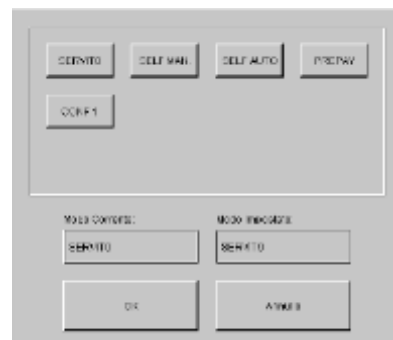 SERVITO SELF MAN. SELF AUTO PREPAY
CONF 1
Modo Corrente: Modo Impostato:
SERVITO SERVITO
OK Annulla